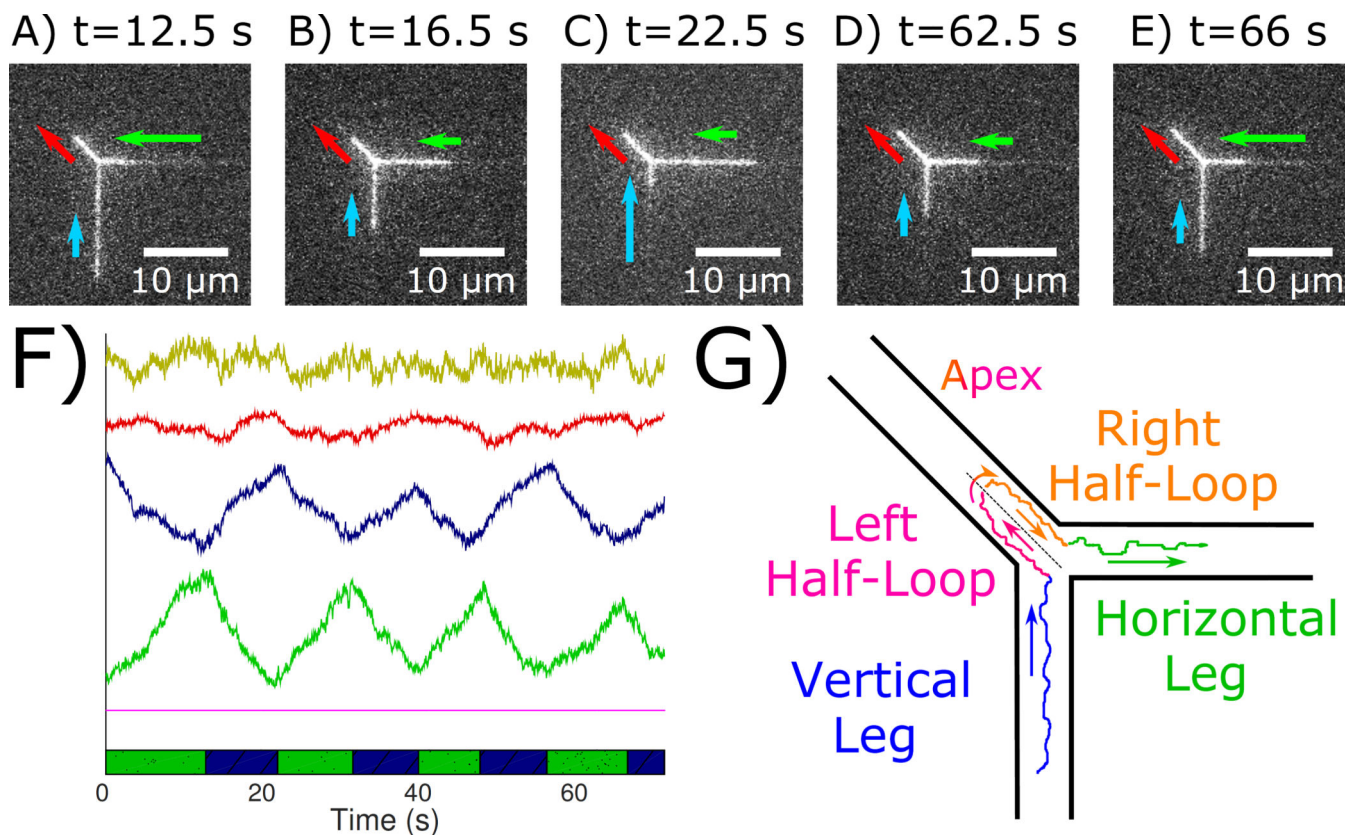 A) t=12.5 s
B) t=16.5 s
C) t=22.5 s
D) t=62.5 s
E) t=66 s
10 μm
10 μm
10 μm
10 μm
10 μm
F)
0
20
40
60
Time (s)
G)
Apex
Right
Half-Loop
Left
Half-Loop
Horizontal
Leg
Vertical
Leg